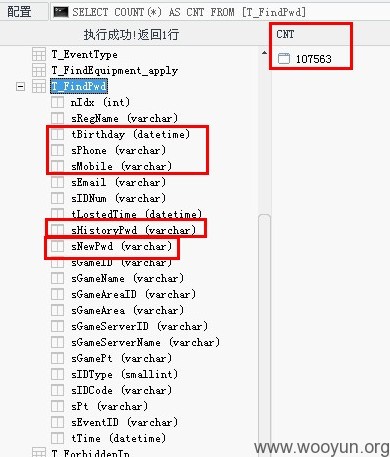 配置 SELECT COUNT(*) AS CNT FROM [T_FindPwd]
执行成功!返回1行 CNT
107563
T_EventType
T_FindEquipment_apply
T_FindPwd
nIdx (int)
sRegName (varchar)
tBirthday (datetime)
sPhone (varchar)
sMobile (varchar)
sEmail (varchar)
sIDNum (varchar)
tLostedTime (datetime)
sHistoryPwd (varchar)
sNewPwd (varchar)
sGameID (varchar)
sGameName (varchar)
sGameAreaID (varchar)
sGameArea (varchar)
sGameServerID (varchar)
sGameServerName (varchar)
sGamePt (varchar)
sIDType (smallint)
sIDCode (varchar)
sPt (varchar)
sEventID (varchar)
tTime (datetime)
T_ForbiddenIp
www.wooyun.org